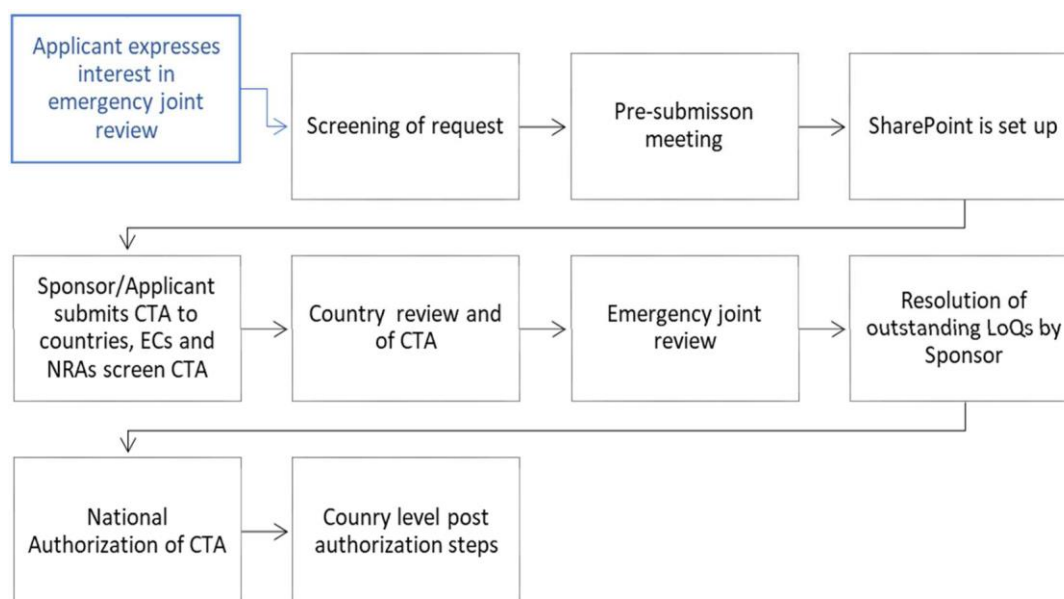 Applicant expresses
interest in
emergency joint
review
Screening of request
Pre-submisson
meeting
SharePoint is set up
Sponsor/Applicant
submits CTA to
countries, ECs and
NRAs screen CTA
Country review and
of CTA
Emergency joint
review
Resolution of
outstanding LoQs by
Sponsor
National
Authorization of CTA
Counry level post
authorization steps